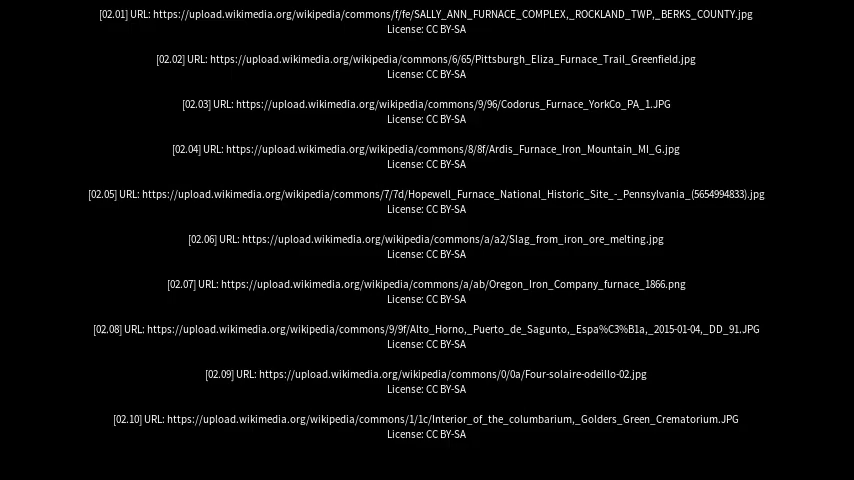 [02.01] URL: https://upload.wikimedia.org/wikipedia/commons/f/fe/SALLY_ANN_FURNACE_COMPLEX,_ROCKLAND_TWP,_BERKS_COUNTY.jpg
License: CC BY-SA
[02.02] URL: https://upload.wikimedia.org/wikipedia/commons/6/65/Pittsburgh_Eliza_Furnace_Trail_Greenfield.jpg
License: CC BY-SA
[02.03] URL: https://upload.wikimedia.org/wikipedia/commons/9/96/Codorus_Furnace_YorkCo_PA_1.JPG
License: CC BY-SA
[02.04] URL: https://upload.wikimedia.org/wikipedia/commons/8/8f/Ardis_Furnace_Iron_Mountain_MI_G.jpg
License: CC BY-SA
[02.05] URL: https://upload.wikimedia.org/wikipedia/commons/7/7d/Hopewell_Furnace_National_Historic_Site_-_Pennsylvania_(5654994833).jpg
License: CC BY-SA
[02.06] URL: https://upload.wikimedia.org/wikipedia/commons/a/a2/Slag_from_iron_ore_melting.jpg
License: CC BY-SA
[02.07] URL: https://upload.wikimedia.org/wikipedia/commons/a/ab/Oregon_Iron_Company_furnace_1866.png
License: CC BY-SA
[02.08] URL: https://upload.wikimedia.org/wikipedia/commons/9/9f/Alto_Horno,_Puerto_de_Sagunto,_Espa%C3%B1a,_2015-01-04,_DD_91.JPG
License: CC BY-SA
[02.09] URL: https://upload.wikimedia.org/wikipedia/commons/0/0a/Four-solaire-odeillo-02.jpg
License: CC BY-SA
[02.10] URL: https://upload.wikimedia.org/wikipedia/commons/1/1c/Interior_of_the_columbarium,_Golders_Green_Crematorium.JPG
License: CC BY-SA